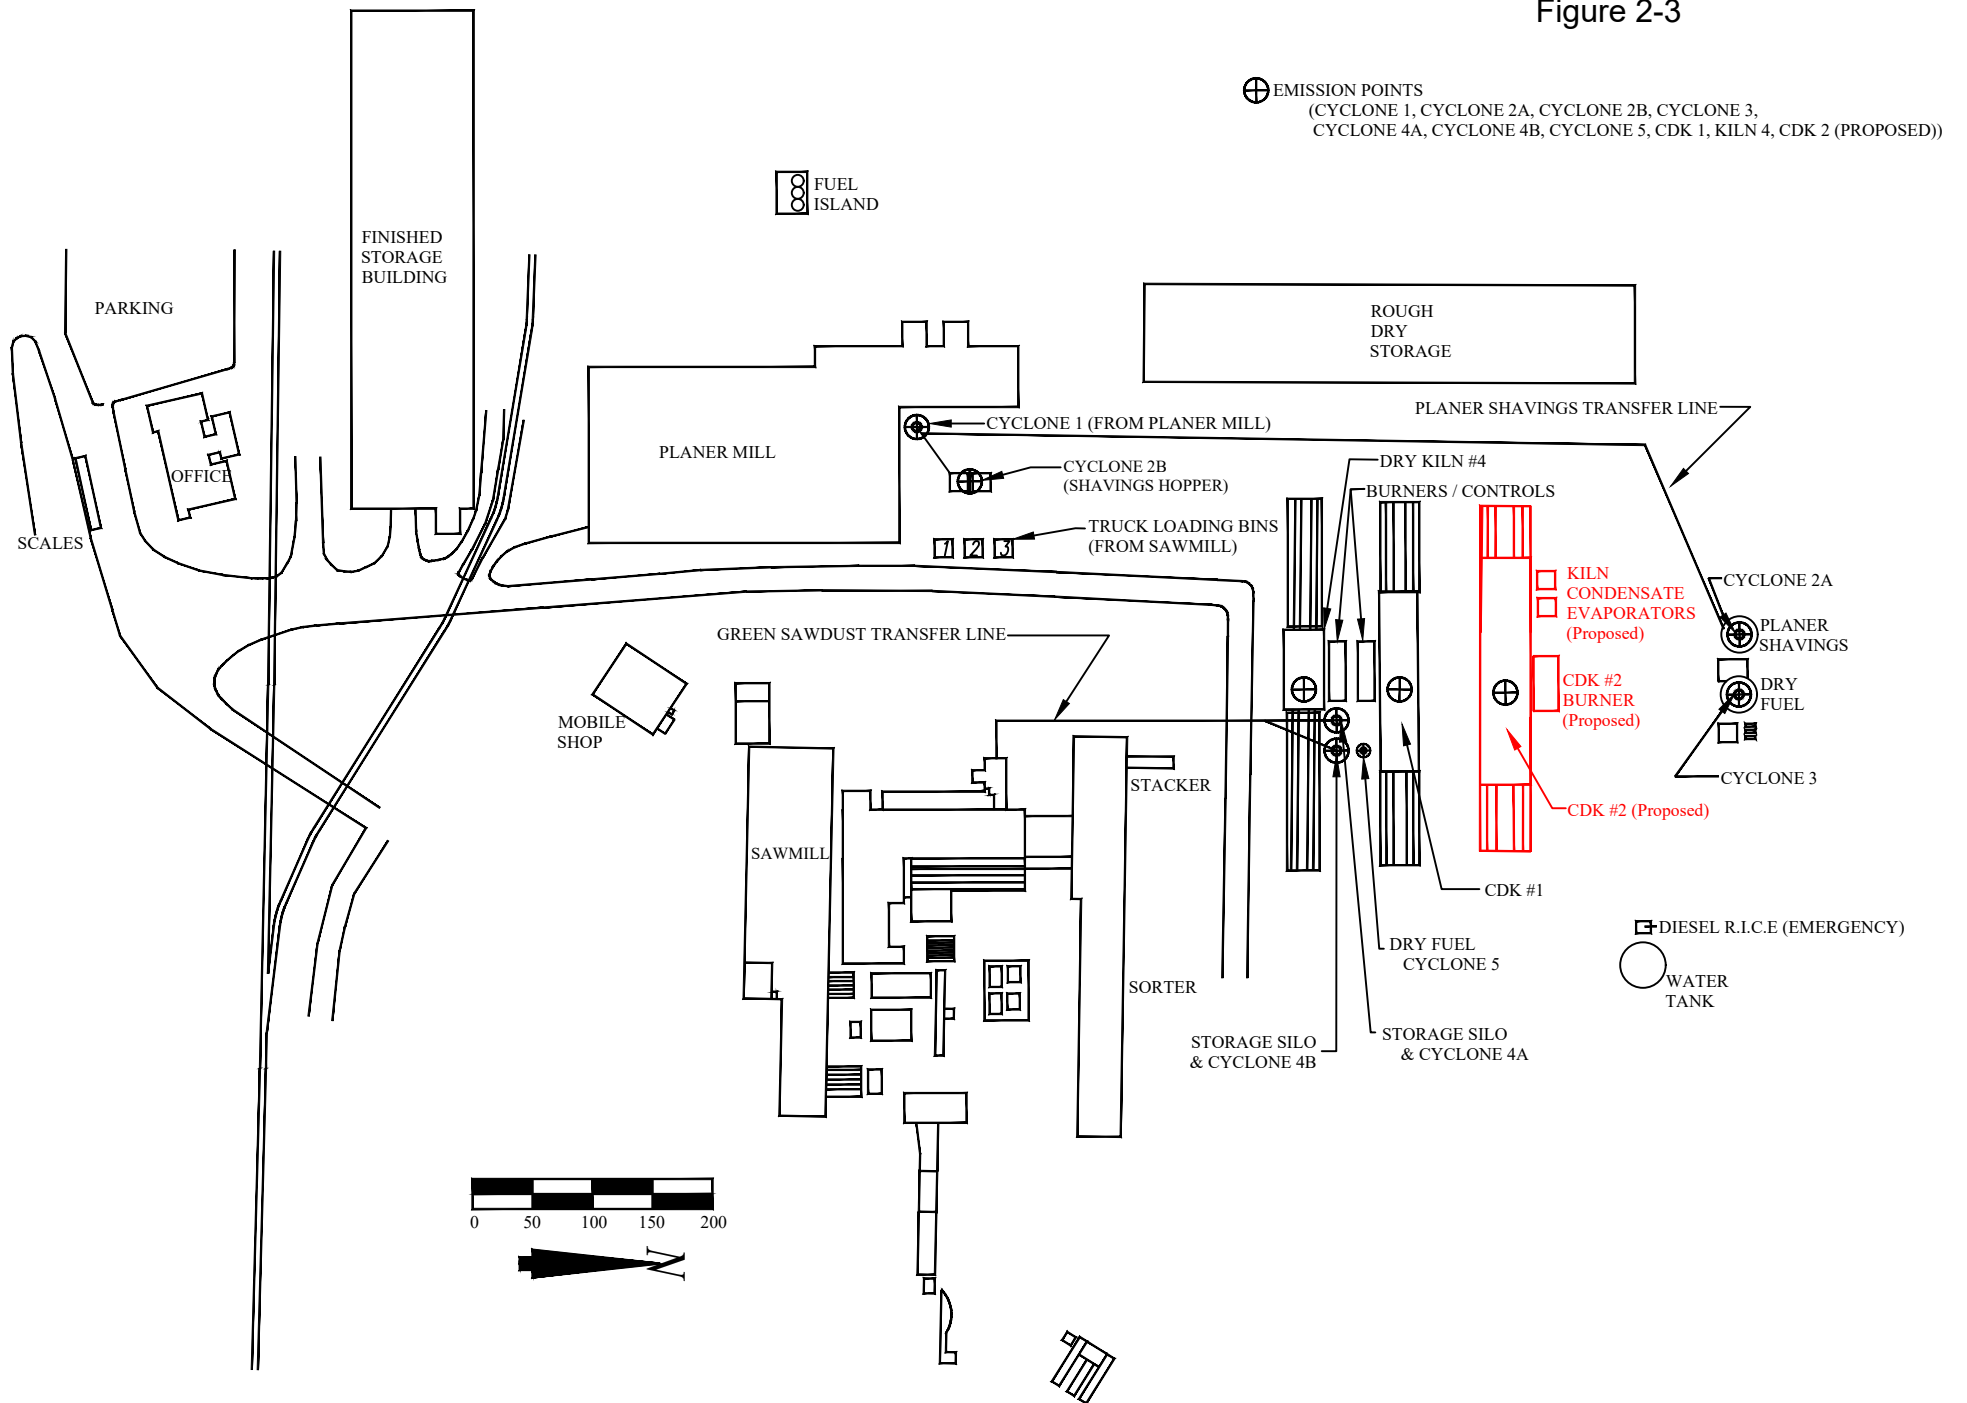 Figure 2-3
EMISSION POINTS
(CYCLONE 1, CYCLONE 2A, CYCLONE 2B, CYCLONE 3,
CYCLONE 4A, CYCLONE 4B, CYCLONE 5, CDK 1, KILN 4, CDK 2 (PROPOSED))
FUEL
ISLAND
FINISHED
STORAGE
BUILDING
PARKING
ROUGH
DRY
STORAGE
PLANER SHAVINGS TRANSFER LINE
CYCLONE 1 (FROM PLANER MILL)
PLANER MILL
OFFICE
CYCLONE 2B
(SHAVINGS HOPPER)
DRY KILN #4
BURNERS / CONTROLS
SCALES
TRUCK LOADING BINS
(FROM SAWMILL)
1 2 3
KILN
CONDENSATE
EVAPORATORS
(Proposed)
CYCLONE 2A
PLANER
SHAVINGS
GREEN SAWDUST TRANSFER LINE
CDK #2
BURNER
(Proposed)
DRY
FUEL
MOBILE
SHOP
STACKER
CYCLONE 3
CDK #2 (Proposed)
SAWMILL
CDK #1
DIESEL R.I.C.E (EMERGENCY)
DRY FUEL
CYCLONE 5
WATER
TANK
SORTER
STORAGE SILO
& CYCLONE 4B
STORAGE SILO
& CYCLONE 4A
0 50 100 150 200
N